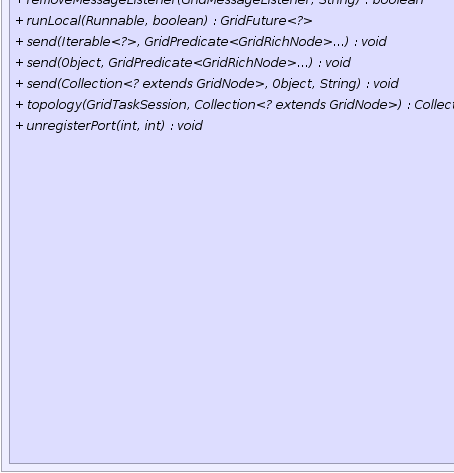 + removeMessageListener(GridMessageListener, String) : boolean
+ runLocal(Runnable, boolean) : GridFuture<?>
+ send(Iterable<?>, GridPredicate<GridRichNode>...) : void
+ send(Object, GridPredicate<GridRichNode>...) : void
+ send(Collection<? extends GridNode>, Object, String) : void
+ topology(GridTaskSession, Collection<? extends GridNode>) : Collect
+ unregisterPort(int, int) : void